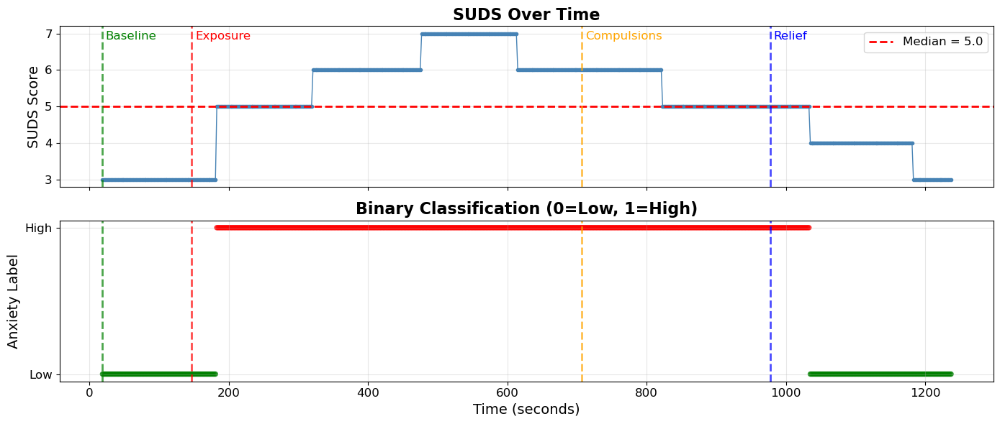 SUDS Over Time
Baseline
Exposure
Compulsions
Relief
Median = 5.0
SUDS Score
7
6
5
4
3
Binary Classification (0=Low, 1=High)
Anxiety Label
High
Low
0
200
400
600
800
1000
1200
Time (seconds)